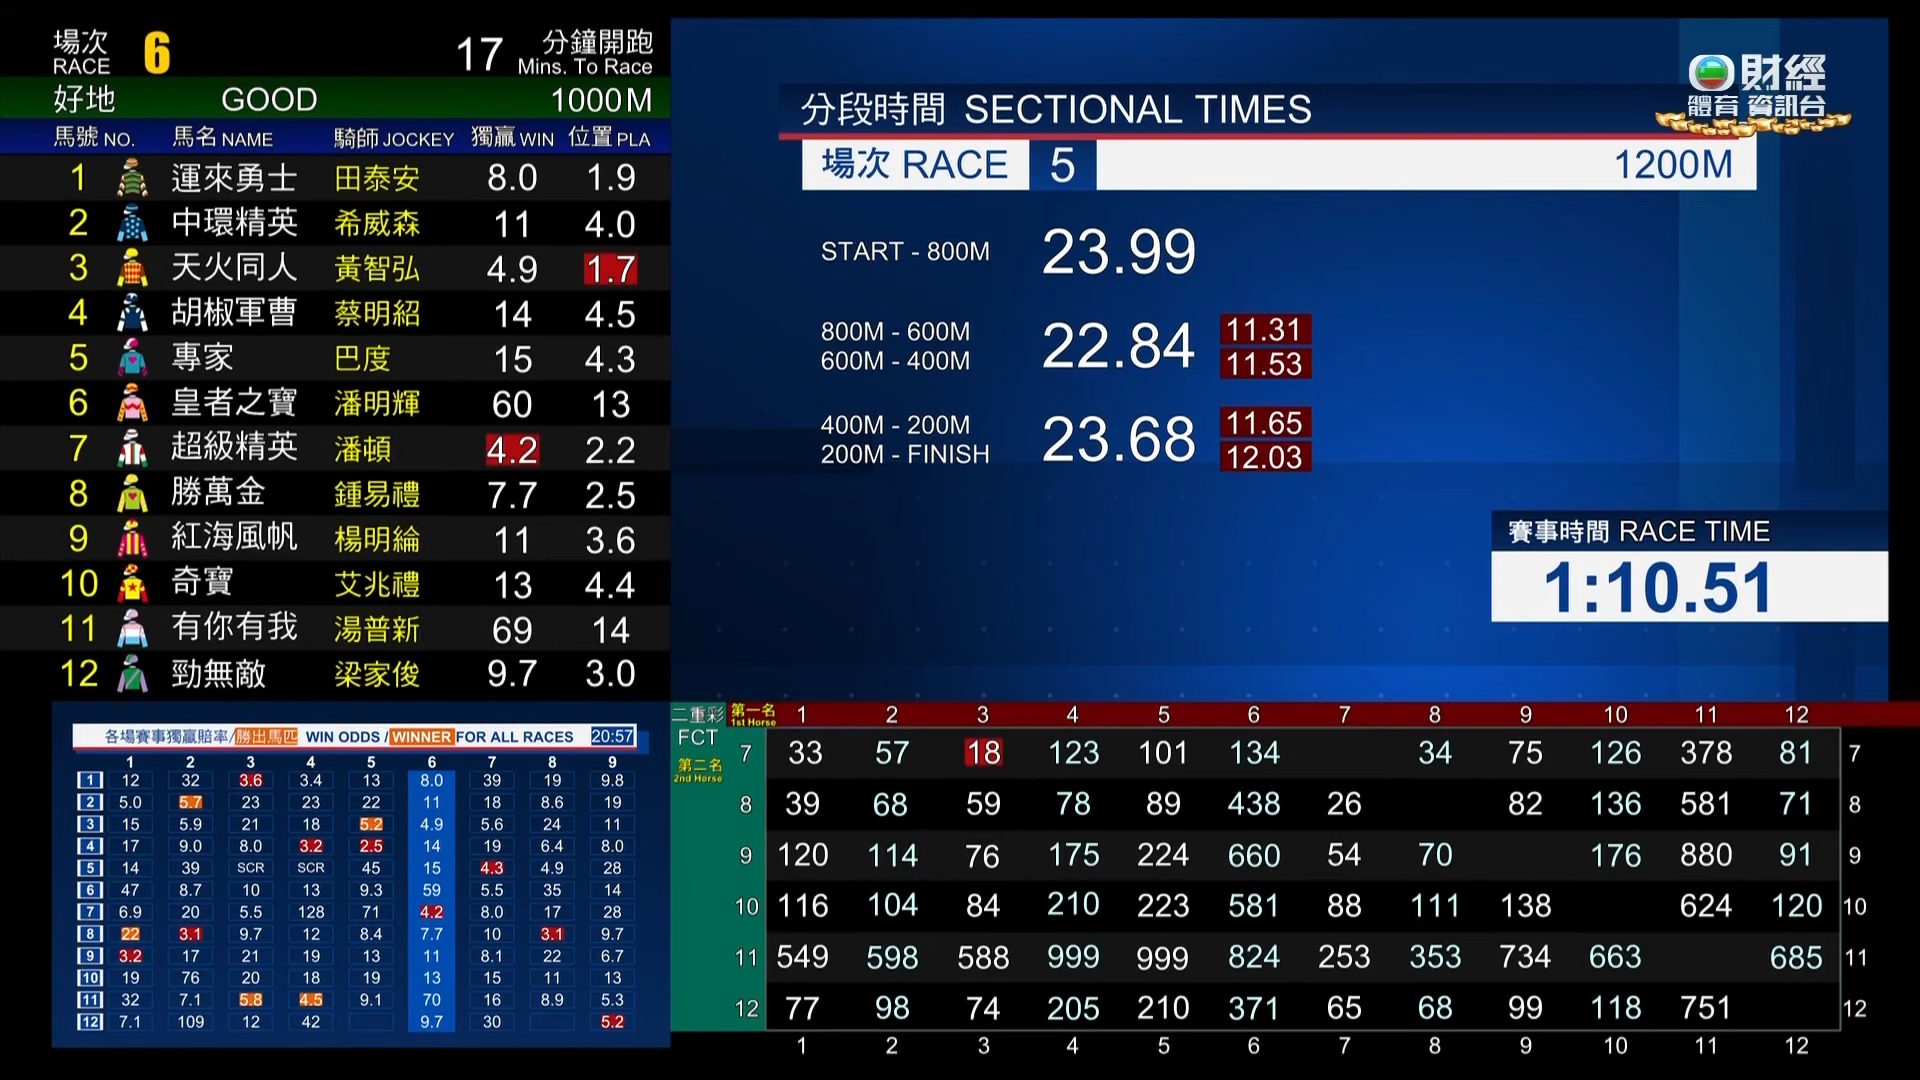 場次 RACE 6 17 分鐘開跑 Mins. To Race
好地 GOOD 1000M
馬號 NO. 馬名 NAME 騎師 JOCKEY 獨贏 WIN 位置 PLA
1 運來勇士 田泰安 8.0 1.9
2 中環精英 希威森 11 4.0
3 天火同人 黃智弘 4.9 1.7
4 胡椒軍曹 蔡明紹 14 4.5
5 專家 巴度 15 4.3
6 皇者之寶 潘明輝 60 13
7 超級精英 潘頓 4.2 2.2
8 勝萬金 鍾易禮 7.7 2.5
9 紅海風帆 楊明綸 11 3.6
10 奇寶 艾兆禮 13 4.4
11 有你有我 湯普新 69 14
12 勁無敵 梁家俊 9.7 3.0
財經
體育 資訊台
分段時間 SECTIONAL TIMES
場次 RACE 5 1200M
START - 800M 23.99
800M - 600M 11.31
22.84
600M - 400M 11.53
400M - 200M 11.65
23.68
200M - FINISH 12.03
賽事時間 RACE TIME
1:10.51
各場賽事獨贏賠率/勝出馬匹 WIN ODDS / WINNER FOR ALL RACES 20:57
1 2 3 4 5 6 7 8 9
1 12 32 3.6 3.4 13 8.0 39 19 9.8
2 5.0 5.7 23 23 22 11 18 8.6 19
3 15 5.9 21 18 5.2 4.9 5.6 24 11
4 17 9.0 8.0 3.2 2.5 14 19 6.4 8.0
5 14 39 SCR SCR 45 15 4.3 4.9 28
6 47 8.7 10 13 9.3 59 5.5 35 14
7 6.9 20 5.5 128 71 4.2 8.0 17 28
8 22 3.1 9.7 12 8.4 7.7 10 3.1 9.7
9 3.2 17 21 19 13 11 8.1 22 6.7
10 19 76 20 18 19 13 15 11 13
11 32 7.1 5.8 4.5 9.1 70 16 8.9 5.3
12 7.1 109 12 42 9.7 30 5.2
二重彩 FCT 第一名 1st Horse 1 2 3 4 5 6 7 8 9 10 11 12
第二名 2nd Horse
7 33 57 18 123 101 134 34 75 126 378 81 7
8 39 68 59 78 89 438 26 82 136 581 71 8
9 120 114 76 175 224 660 54 70 176 880 91 9
10 116 104 84 210 223 581 88 111 138 624 120 10
11 549 598 588 999 999 824 253 353 734 663 685 11
12 77 98 74 205 210 371 65 68 99 118 751 12
1 2 3 4 5 6 7 8 9 10 11 12